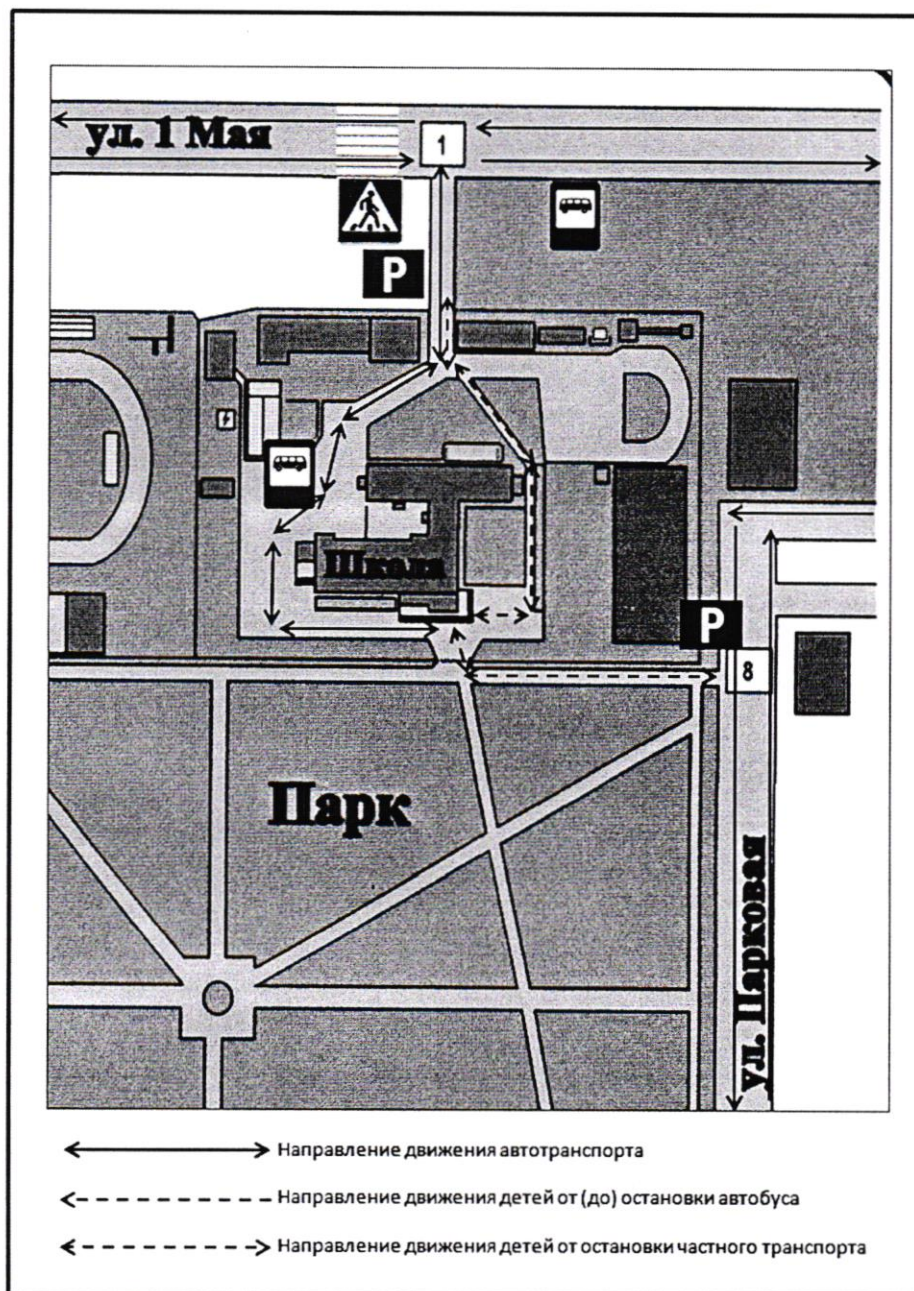 ул. 1 Мая
1
P
Школа
P
8
Парк
ул. Парковая
Направление движения автотранспорта
Направление движения детей от (до) остановки автобуса
Направление движения детей от остановки частного транспорта